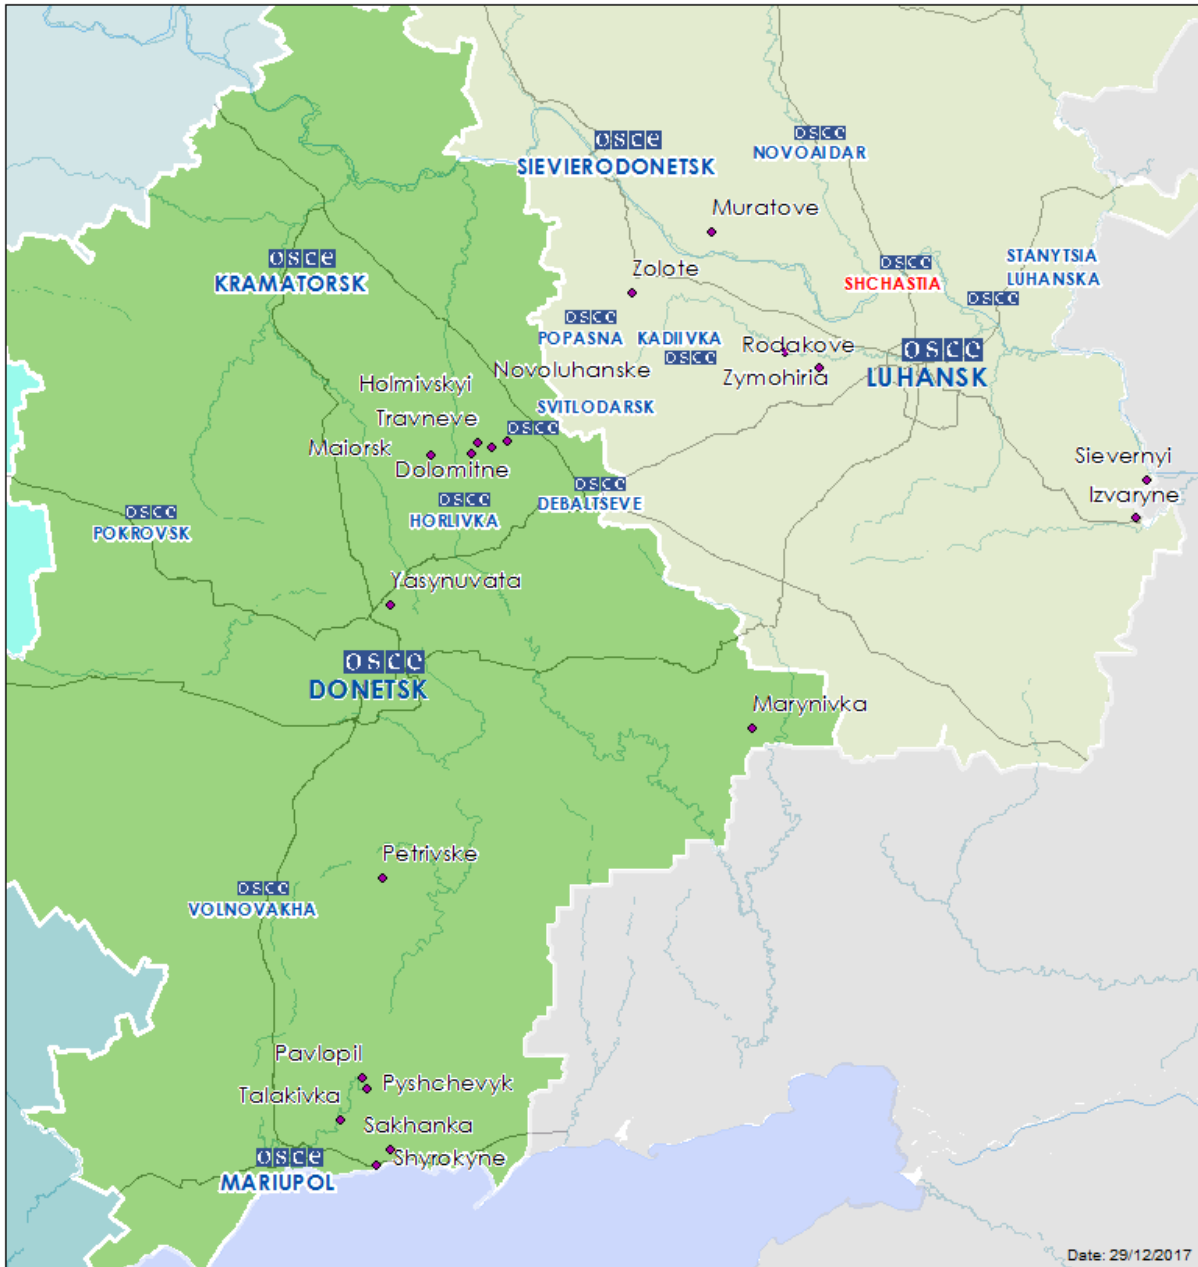 osce
SIEVIERODONETSK
osce
NOVOAIDAR
Muratove
osce
KRAMATORSK
Zolote
osce
SHCHASTIA
STANYTSIA
LUHANSKA
osce
osce
POPASNA
KADIIVKA
osce
Rodakove
Zymohiria
osce
LUHANSK
Holmivskyi
Novoluhanske
Travneve
SVITLODARSK
osce
Maiorsk
Dolomitne
Sievernyi
Izvaryne
osce
HORLIVKA
osce
DEBALTSEVE
osce
POKROVSK
Yasynuvata
osce
DONETSK
Marynivka
Petrivske
osce
VOLNOVAKHA
Pavlopil
Pyshchevyk
Talakivka
Sakhanka
Shyrokyne
osce
MARIUPOL
Date: 29/12/2017